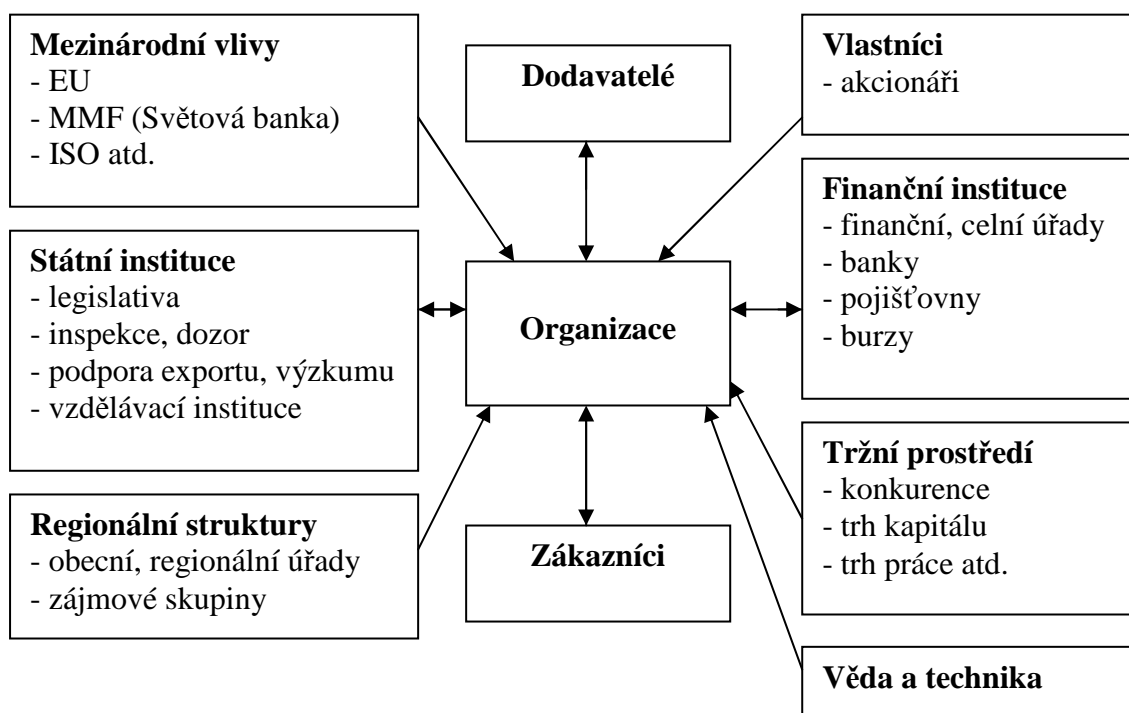 Mezinárodní vlivy
- EU
- MMF (Světová banka)
- ISO atd.
Dodavatelé
Vlastníci
- akcionáři
Státní instituce
- legislativa
- inspekce, dozor
- podpora exportu, výzkumu
- vzdělávací instituce
Organizace
Finanční instituce
- finanční, celní úřady
- banky
- pojišťovny
- burzy
Regionální struktury
- obecní, regionální úřady
- zájmové skupiny
Zákazníci
Tržní prostředí
- konkurence
- trh kapitálu
- trh práce atd.
Věda a technika